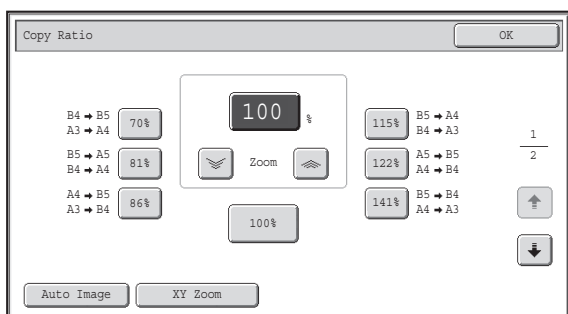 Copy Ratio
OK
B4 → B5
A3 → A4
70%
B5 → A5
B4 → A4
81%
A4 → B5
A3 → B4
86%
100 %
Zoom
100%
115%
B5 → A4
B4 → A3
122%
A5 → B5
A4 → B4
141%
B5 → B4
A4 → A3
1
2
Auto Image
XY Zoom